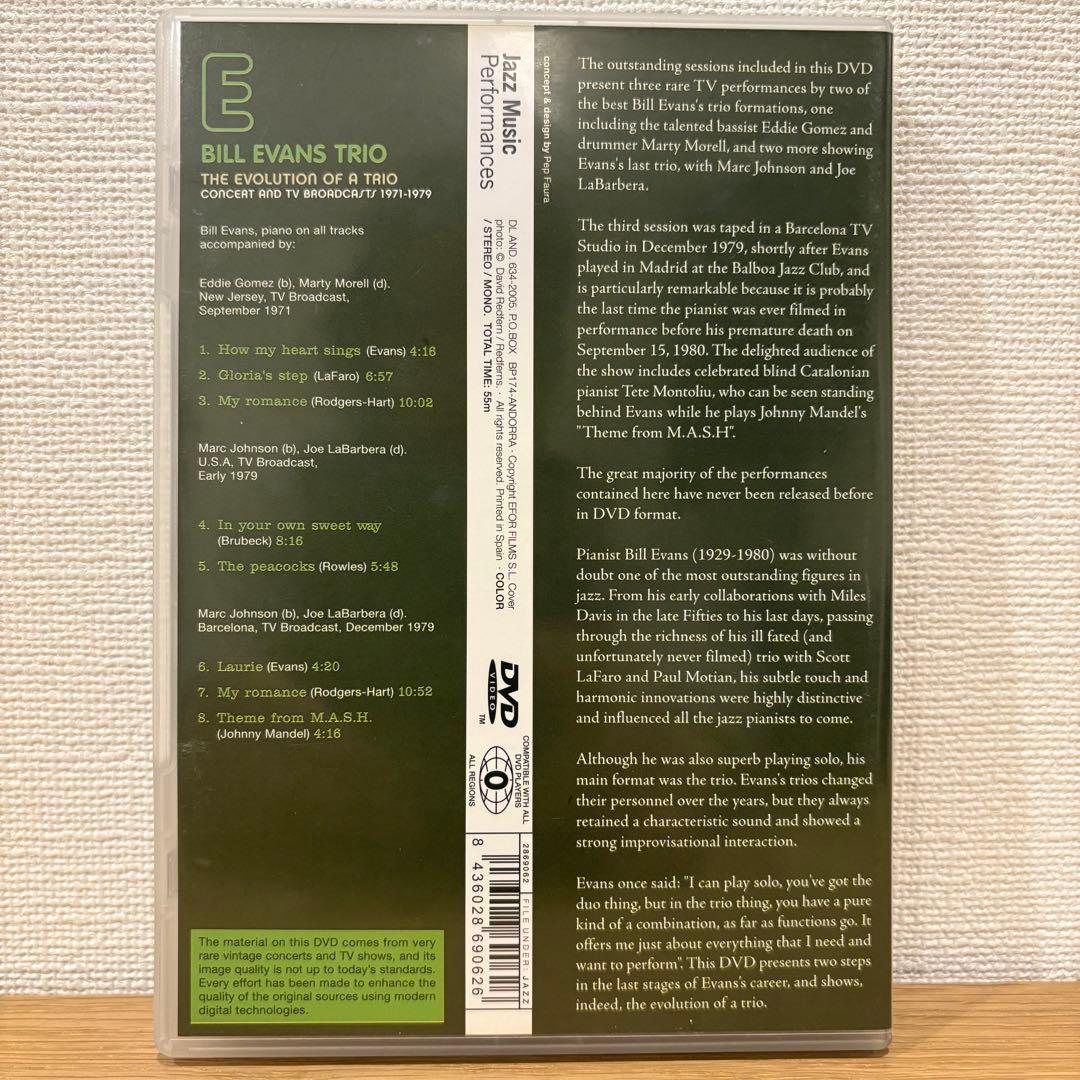 E
BILL EVANS TRIO
THE EVOLUTION OF A TRIO
CONCERT AND TV BROADCASTS 1971-1979
Bill Evans, piano on all tracks
accompanied by:
Eddie Gomez (b), Marty Morell (d).
New Jersey, TV Broadcast,
September 1971
1. How my heart sings (Evans) 4:16
2. Gloria's step (LaFaro) 6:57
3. My romance (Rodgers-Hart) 10:02
Marc Johnson (b), Joe LaBarbera (d).
U.S.A, TV Broadcast,
Early 1979
4. In your own sweet way
(Brubeck) 8:16
5. The peacocks (Rowles) 5:48
Marc Johnson (b), Joe LaBarbera (d).
Barcelona, TV Broadcast, December 1979
6. Laurie (Evans) 4:20
7. My romance (Rodgers-Hart) 10:52
8. Theme from M.A.S.H.
(Johnny Mandel) 4:16
The material on this DVD comes from very
rare vintage concerts and TV shows, and its
image quality is not up to today's standards.
Every effort has been made to enhance the
quality of the original sources using modern
digital technologies.
Jazz Music
Performances
concept & design by Pep Faura
DL AND. 634-2005. P.O.BOX BP174-ANDORRA · Copyright EFOR FILMS S.L. Cover
photo: © David Redfern / Redferns. · All rights reserved. Printed in Spain · COLOR
/ STEREO / MONO. TOTAL TIME: 55m
DVD
VIDEO
TM
COMPATIBLE WITH ALL
DVD PLAYERS
0
ALL REGIONS
2869062
FILE UNDER: JAZZ
8 436028 690626
The outstanding sessions included in this DVD
present three rare TV performances by two of
the best Bill Evans's trio formations, one
including the talented bassist Eddie Gomez and
drummer Marty Morell, and two more showing
Evans's last trio, with Marc Johnson and Joe
LaBarbera.
The third session was taped in a Barcelona TV
Studio in December 1979, shortly after Evans
played in Madrid at the Balboa Jazz Club, and
is particularly remarkable because it is probably
the last time the pianist was ever filmed in
performance before his premature death on
September 15, 1980. The delighted audience of
the show includes celebrated blind Catalonian
pianist Tete Montoliu, who can be seen standing
behind Evans while he plays Johnny Mandel's
"Theme from M.A.S.H".
The great majority of the performances
contained here have never been released before
in DVD format.
Pianist Bill Evans (1929-1980) was without
doubt one of the most outstanding figures in
jazz. From his early collaborations with Miles
Davis in the late Fifties to his last days, passing
through the richness of his ill fated (and
unfortunately never filmed) trio with Scott
LaFaro and Paul Motian, his subtle touch and
harmonic innovations were highly distinctive
and influenced all the jazz pianists to come.
Although he was also superb playing solo, his
main format was the trio. Evans's trios changed
their personnel over the years, but they always
retained a characteristic sound and showed a
strong improvisational interaction.
Evans once said: "I can play solo, you've got the
duo thing, but in the trio thing, you have a pure
kind of a combination, as far as functions go. It
offers me just about everything that I need and
want to perform". This DVD presents two steps
in the last stages of Evans's career, and shows,
indeed, the evolution of a trio.